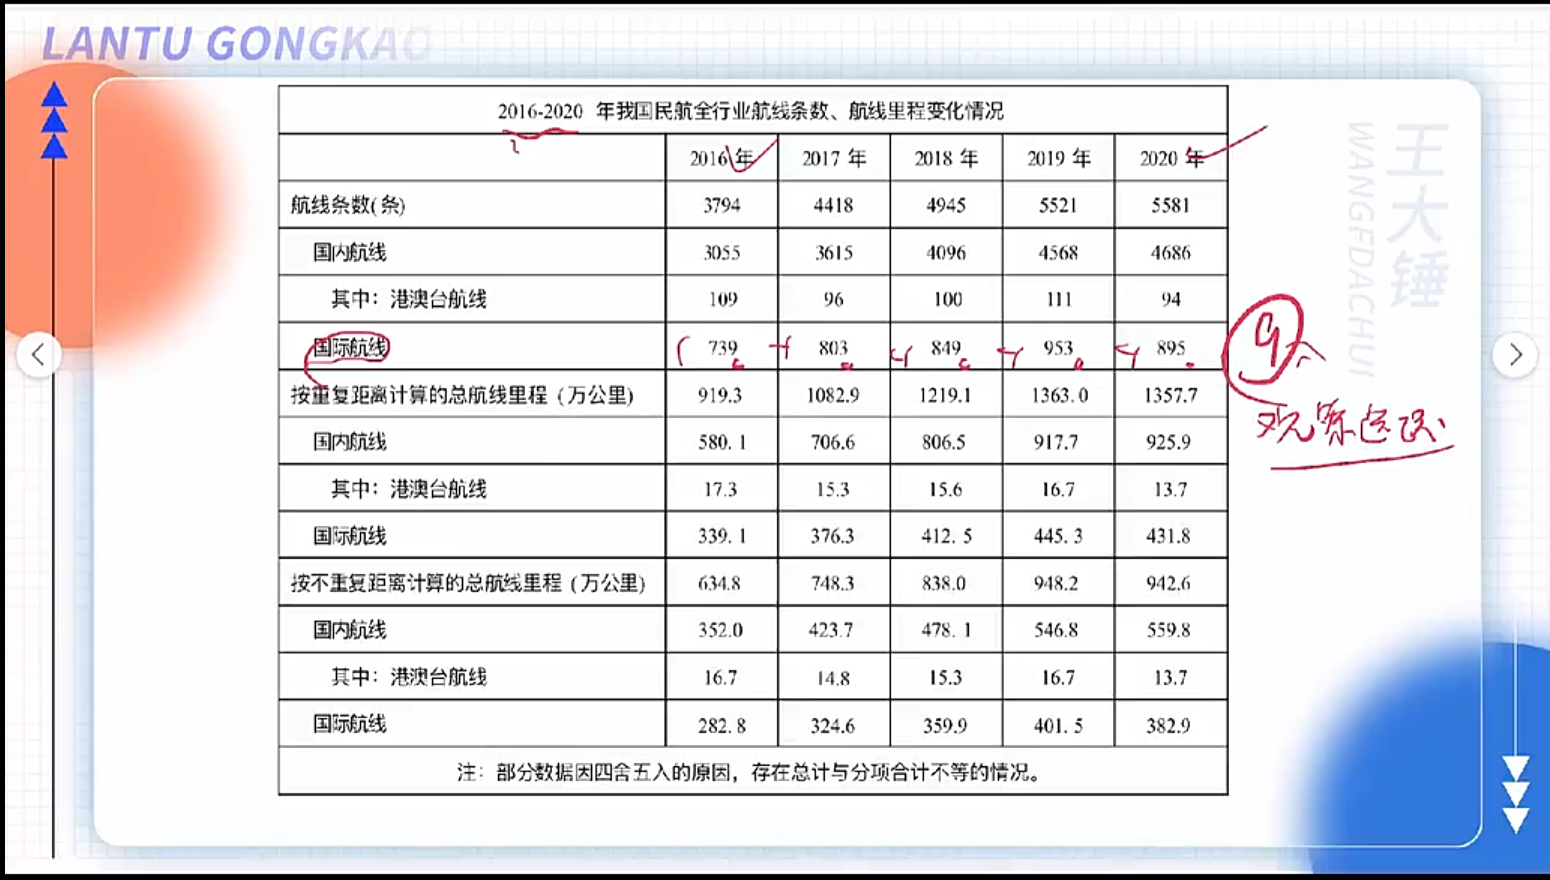 LANTU GONGKAO
2016-2020 年我国民航全行业航线条数、航线里程变化情况
2016 年 2017 年 2018 年 2019 年 2020 年
航线条数(条) 3794 4418 4945 5521 5581
国内航线 3055 3615 4096 4568 4686
其中：港澳台航线 109 96 100 111 94
国际航线 739 803 849 953 895
按重复距离计算的总航线里程 (万公里) 919.3 1082.9 1219.1 1363.0 1357.7
国内航线 580.1 706.6 806.5 917.7 925.9
其中：港澳台航线 17.3 15.3 15.6 16.7 13.7
国际航线 339.1 376.3 412.5 445.3 431.8
按不重复距离计算的总航线里程 (万公里) 634.8 748.3 838.0 948.2 942.6
国内航线 352.0 423.7 478.1 546.8 559.8
其中：港澳台航线 16.7 14.8 15.3 16.7 13.7
国际航线 282.8 324.6 359.9 401.5 382.9
注：部分数据因四舍五入的原因，存在总计与分项合计不等的情况。
王大锤
WANGDACHUI
9